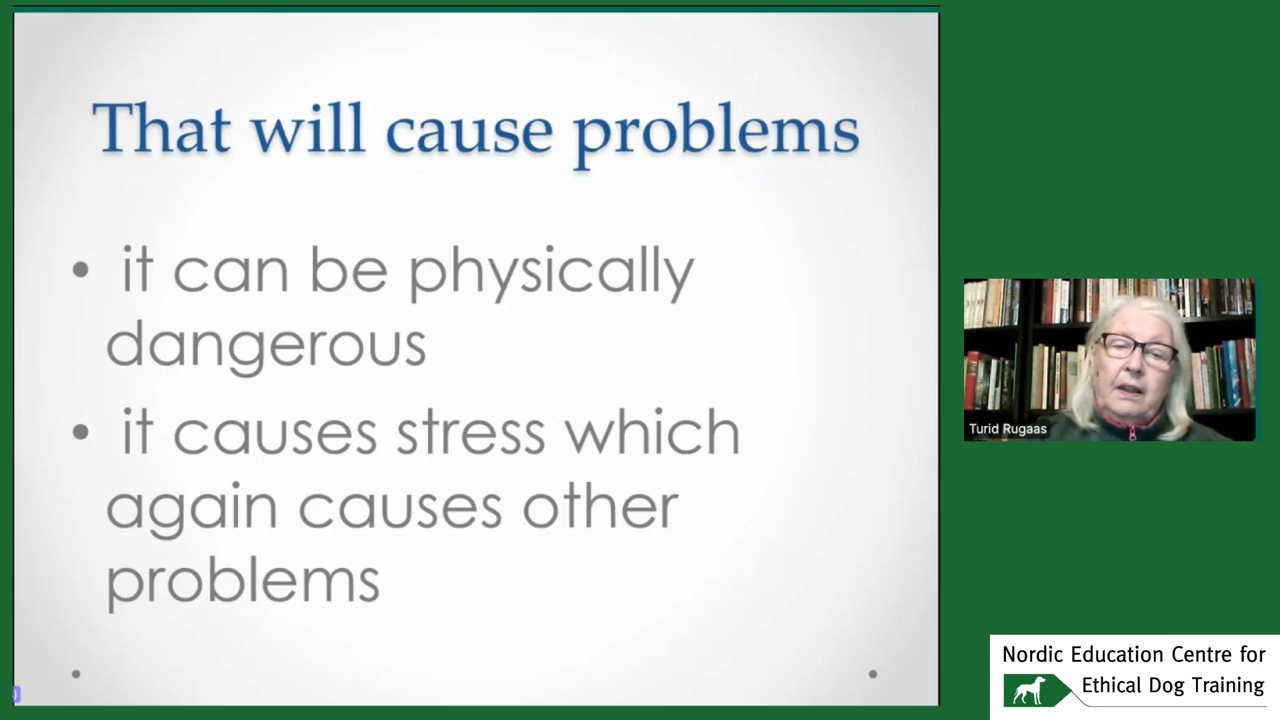 That will cause problems
• it can be physically
dangerous
• it causes stress which
again causes other
problems
Turid Rugaas
Nordic Education Centre for
Ethical Dog Training